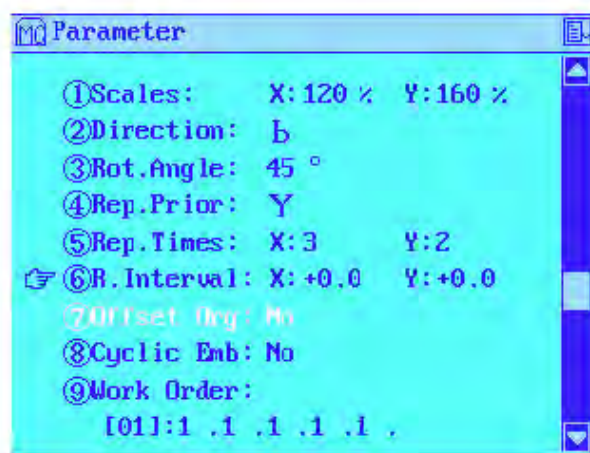 MC Parameter
①Scales: X:120 % Y:160 %
②Direction: Ь
③Rot.Angle: 45 °
④Rep.Prior: Y
⑤Rep.Times: X:3 Y:2
⑥R.Interval: X:+0.0 Y:+0.0
⑦Offset Org: No
⑧Cyclic Emb: No
⑨Work Order:
[01]:1 .1 .1 .1 .1 .